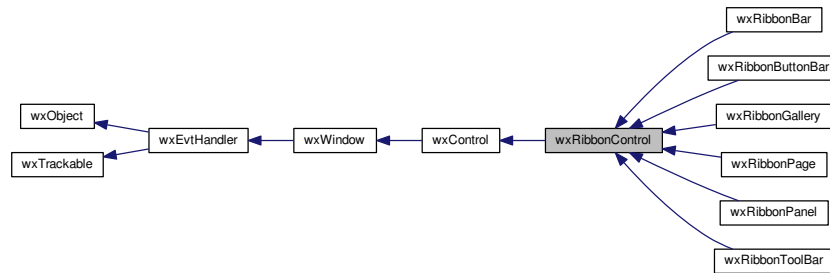 wxObject
wxTrackable
wxEvtHandler
wxWindow
wxControl
wxRibbonControl
wxRibbonBar
wxRibbonButtonBar
wxRibbonGallery
wxRibbonPage
wxRibbonPanel
wxRibbonToolBar